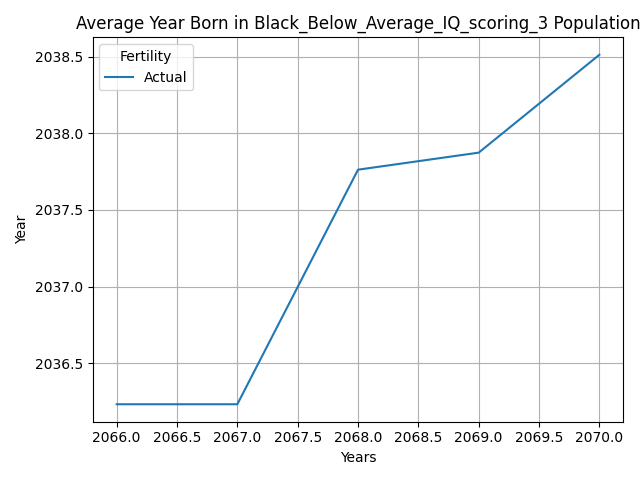 Average Year Born in Black_Below_Average_IQ_scoring_3 Population
Fertility
Actual
2038.5
2038.0
2037.5
2037.0
2036.5
Year
2066.0 2066.5 2067.0 2067.5 2068.0 2068.5 2069.0 2069.5 2070.0
Years